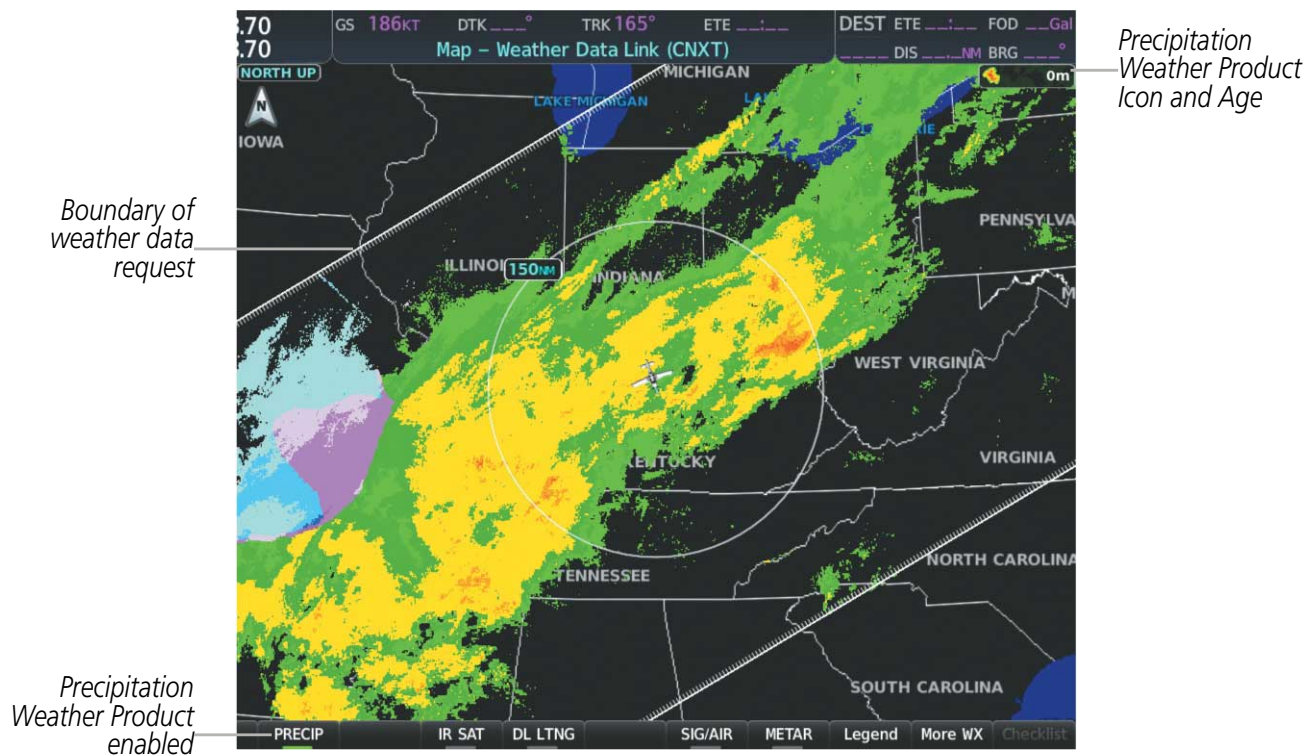 .70 GS 186KT DTK ___° TRK 165° ETE __:__ DEST ETE __:__ FOD __Gal
.70 Map – Weather Data Link (CNXT) ____ DIS __._NM BRG ___°
Precipitation
Weather Product
Icon and Age
NORTH UP
MICHIGAN
0m
N
LAKE MICHIGAN
IOWA
RIE
Boundary of
weather data
request
PENNSYLVA
ILLINOI
150NM
INDIANA
M
WEST VIRGINIA
KENTUCKY
VIRGINIA
NORTH CAROLINA
TENNESSEE
SOUTH CAROLINA
Precipitation
Weather Product
enabled
PRECIP IR SAT DL LTNG SIG/AIR METAR Legend More WX Checklist